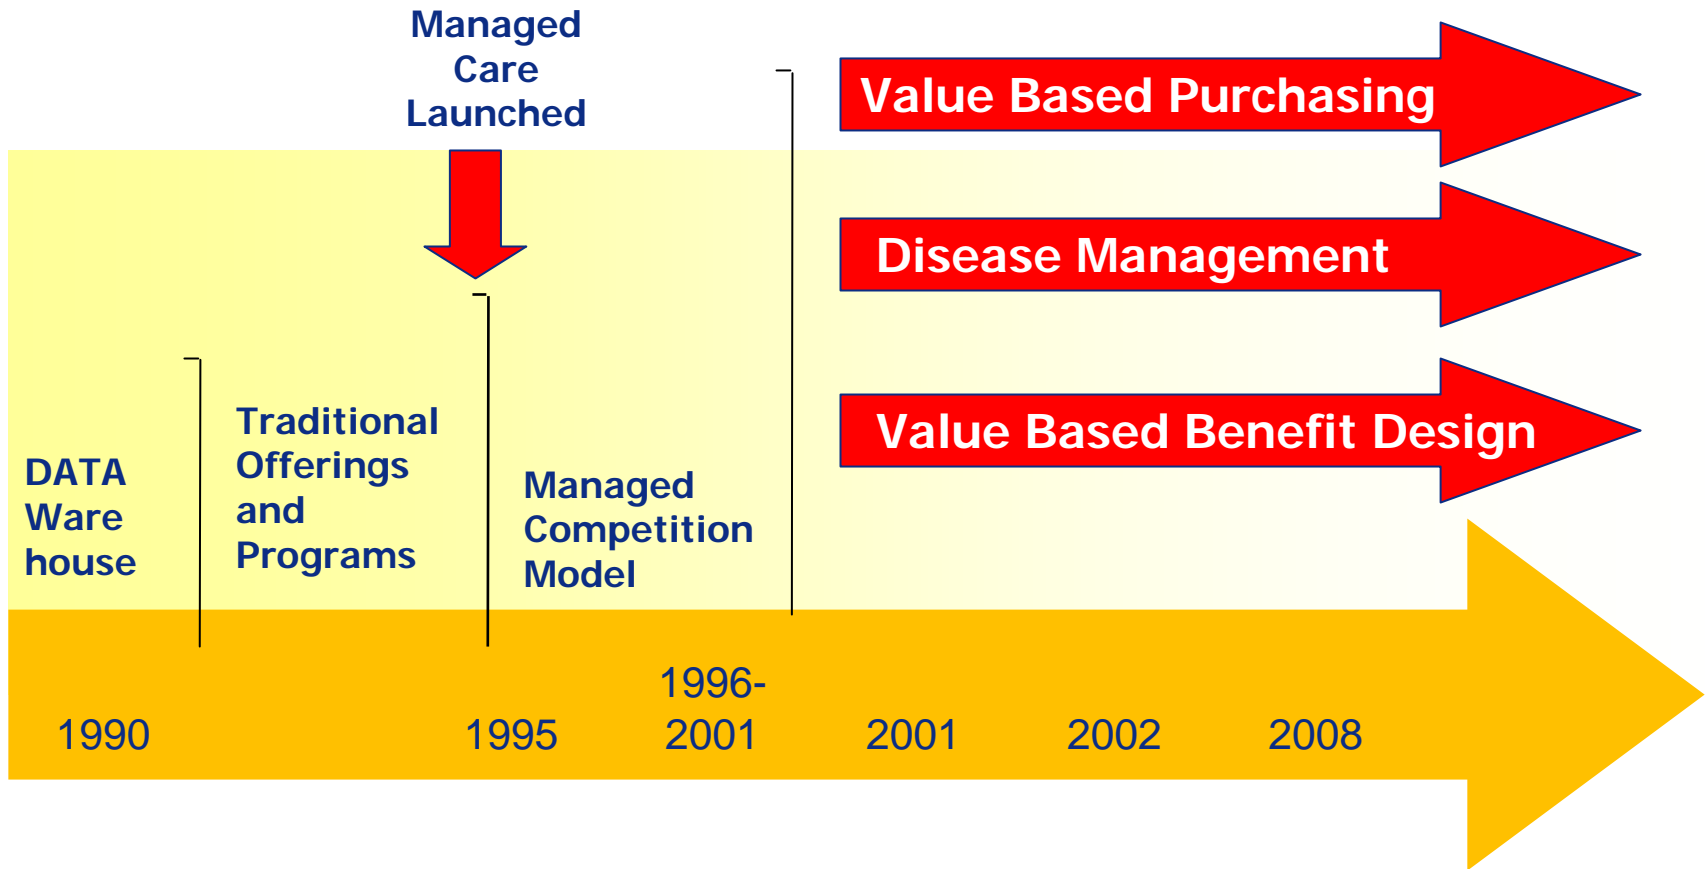 Managed
Care
Launched
Value Based Purchasing
Disease Management
Value Based Benefit Design
DATA
Ware
house
Traditional
Offerings
and
Programs
Managed
Competition
Model
1990
1995
1996-
2001
2001
2002
2008